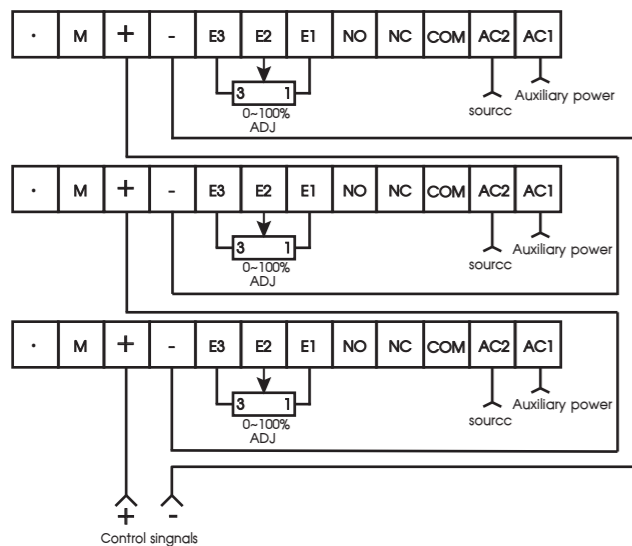 · M + - E3 E2 E1 NO NC COM AC2 AC1
3 1
0~100%
ADJ
sourcc
Auxiliary power
· M + - E3 E2 E1 NO NC COM AC2 AC1
3 1
0~100%
ADJ
sourcc
Auxiliary power
· M + - E3 E2 E1 NO NC COM AC2 AC1
3 1
0~100%
ADJ
sourcc
Auxiliary power
+ -
Control singnals